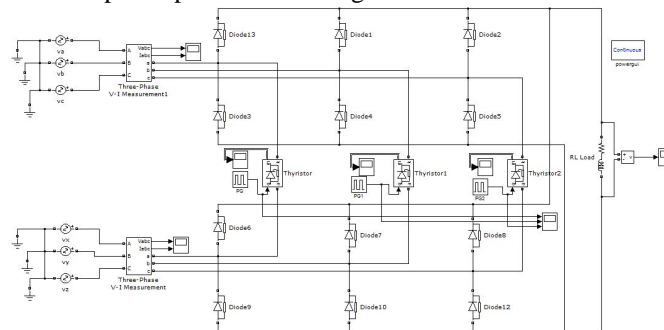 Diode13
Diode1
Diode2
Continuous
powergui
va
vb
vc
A
B
C
Vabc
Iabc
a
b
c
Three-Phase
V-I Measurement1
Diode3
Diode4
Diode5
RL Load
+
-
v
PG
Thyristor
PG1
Thyristor1
PG2
Thyristor2
Diode6
Diode7
Diode8
vx
vy
vz
A
B
C
Vabc
Iabc
a
b
c
Three-Phase
V-I Measurement
Diode9
Diode10
Diode12